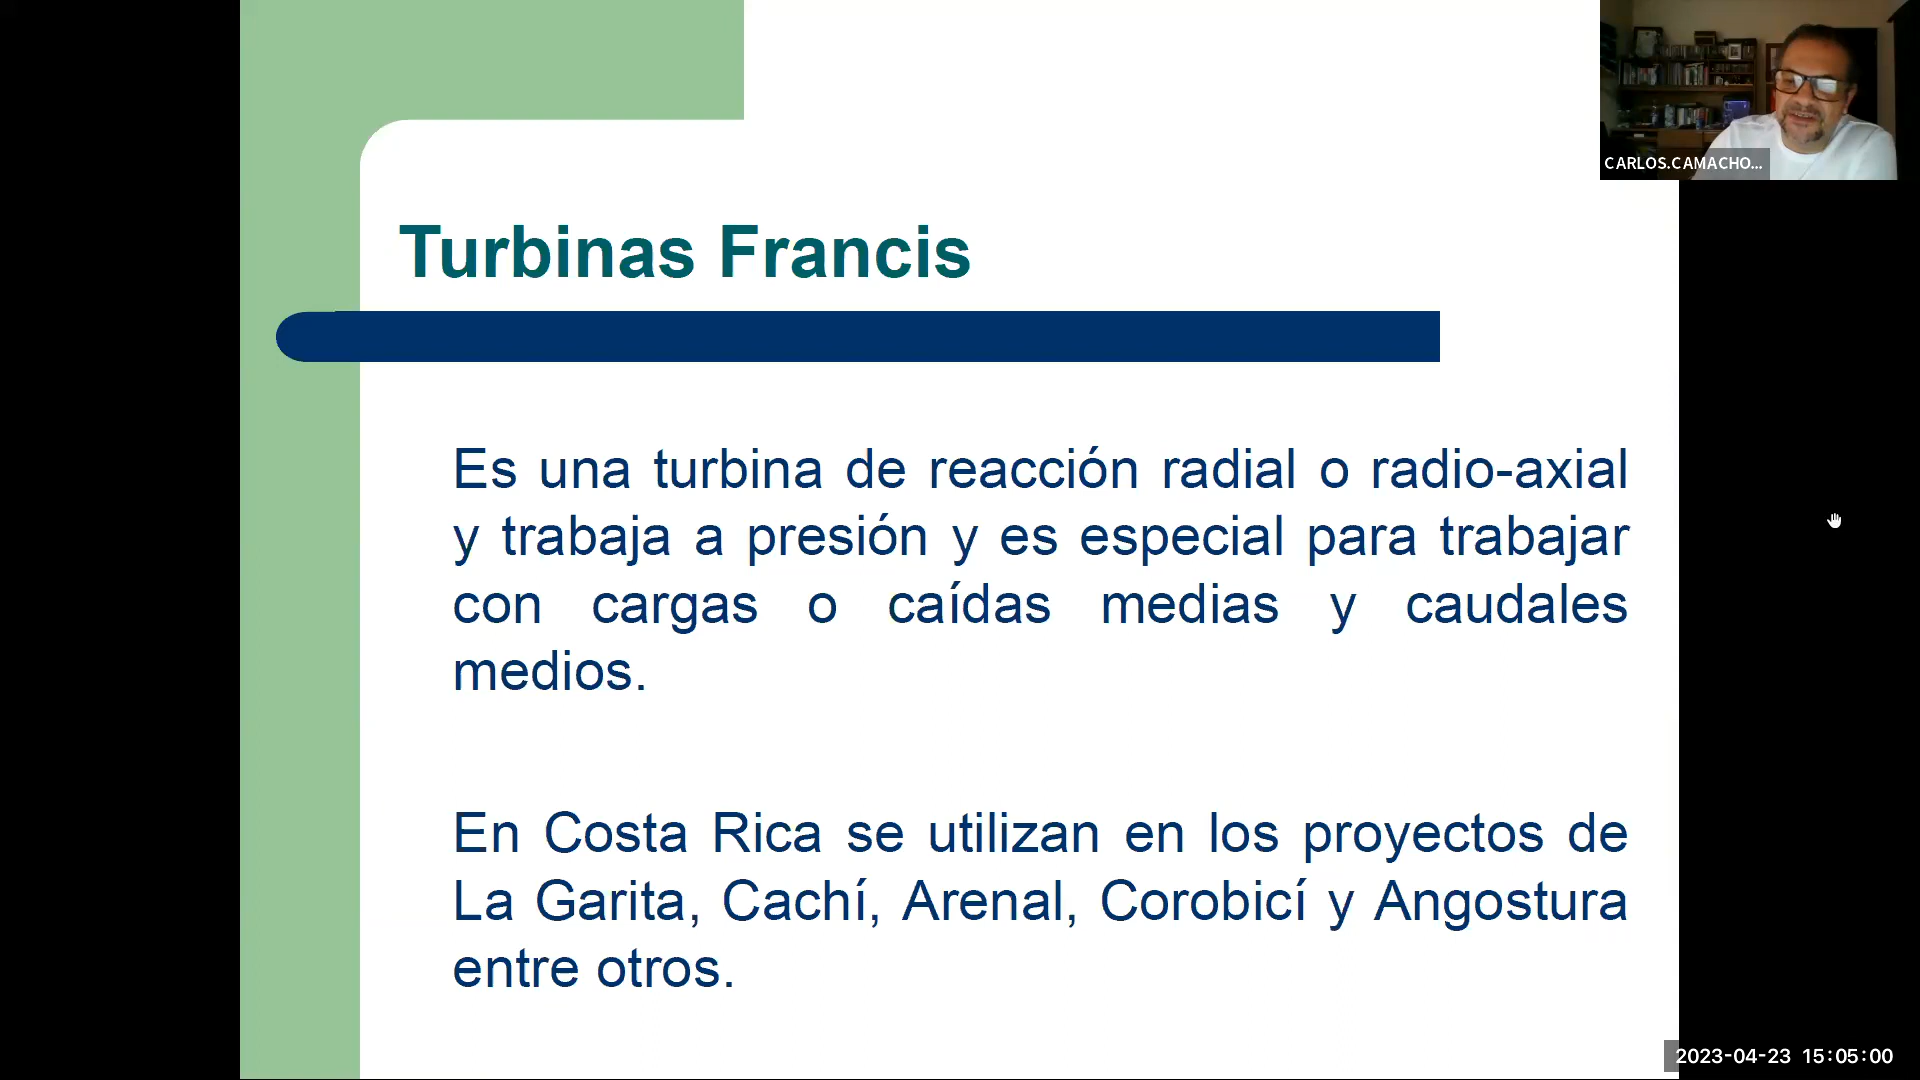 CARLOS.CAMACHO...
Turbinas Francis
Es una turbina de reacción radial o radio-axial
y trabaja a presión y es especial para trabajar
con cargas o caídas medias y caudales
medios.
En Costa Rica se utilizan en los proyectos de
La Garita, Cachí, Arenal, Corobicí y Angostura
entre otros.
2023-04-23 15:05:00